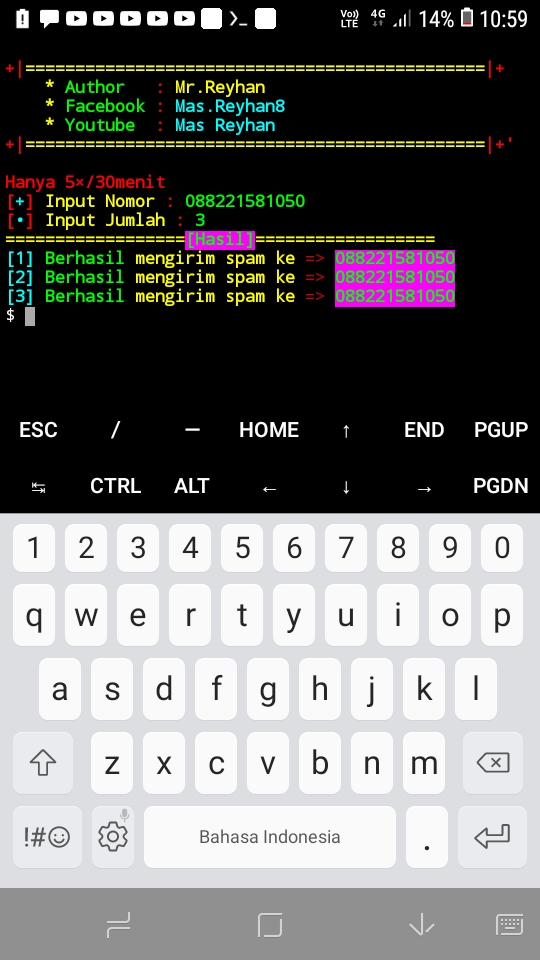 Vo)) LTE 4G 14% 10:59
+|==============================================|+
* Author : Mr.Reyhan
* Facebook : Mas.Reyhan8
* Youtube : Mas Reyhan
+|==============================================|+'
Hanya 5×/30menit
[+] Input Nomor : 088221581050
[•] Input Jumlah : 3
==================[Hasil]==================
[1] Berhasil mengirim spam ke => 088221581050
[2] Berhasil mengirim spam ke => 088221581050
[3] Berhasil mengirim spam ke => 088221581050
$
ESC / — HOME ↑ END PGUP
↹ CTRL ALT ← ↓ → PGDN
1 2 3 4 5 6 7 8 9 0
q w e r t y u i o p
a s d f g h j k l
z x c v b n m
!#☺ Bahasa Indonesia .